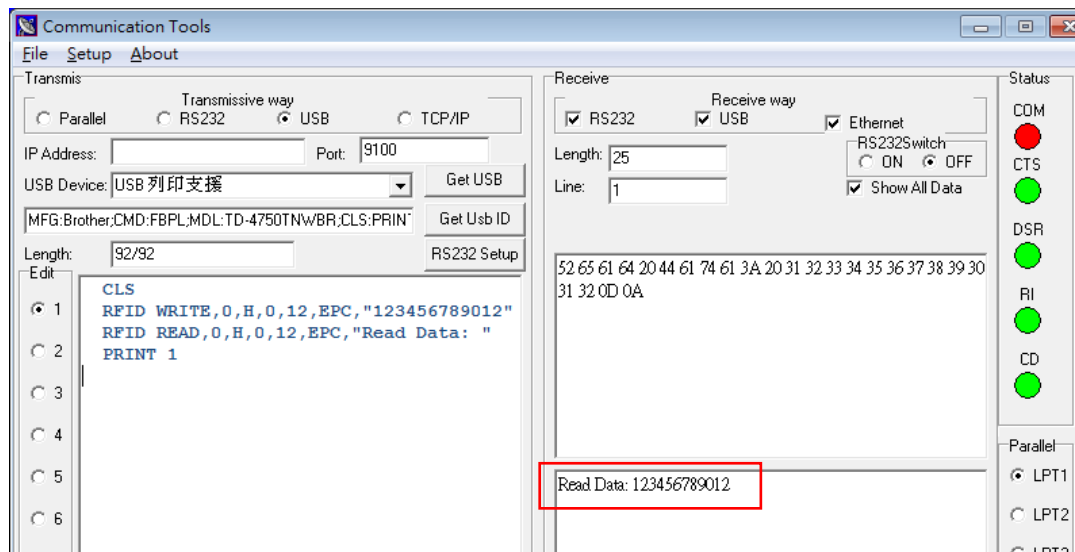 Communication Tools
File Setup About
Transmis
Transmissive way
Parallel RS232 USB TCP/IP
IP Address: Port: 9100
USB Device: USB 列印支援 Get USB
MFG:Brother;CMD:FBPL;MDL:TD-4750TNWBR;CLS:PRINT Get Usb ID
Length: 92/92 RS232 Setup
Edit
1
2
3
4
5
6
CLS
RFID WRITE,0,H,0,12,EPC,"123456789012"
RFID READ,0,H,0,12,EPC,"Read Data: "
PRINT 1
Receive
Receive way
RS232 USB Ethernet
Length: 25
RS232Switch
ON OFF
Line: 1
Show All Data
52 65 61 64 20 44 61 74 61 3A 20 31 32 33 34 35 36 37 38 39 30
31 32 0D 0A
Read Data: 123456789012
Status
COM
CTS
DSR
RI
CD
Parallel
LPT1
LPT2